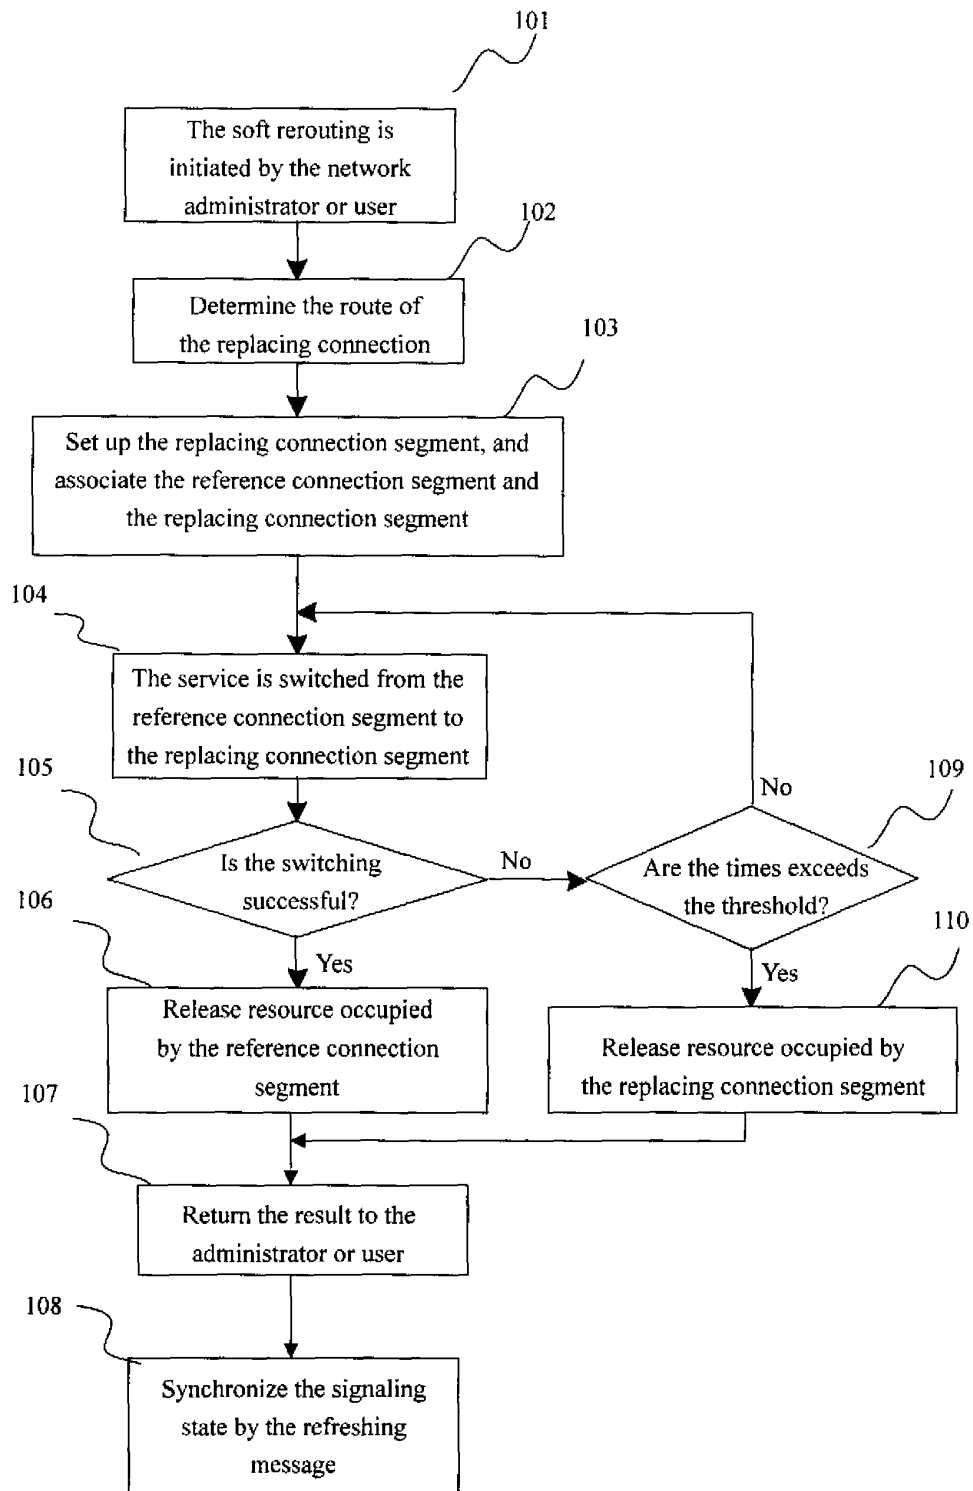 101
The soft rerouting is
initiated by the network
administrator or user
102
Determine the route of
the replacing connection
103
Set up the replacing connection segment, and
associate the reference connection segment and
the replacing connection segment
104
The service is switched from the
reference connection segment to
the replacing connection segment
105
Is the switching
successful?
No
109
No
Are the times exceeds
the threshold?
106
Yes
Release resource occupied
by the reference connection
segment
110
Yes
Release resource occupied by
the replacing connection segment
107
Return the result to the
administrator or user
108
Synchronize the signaling
state by the refreshing
message